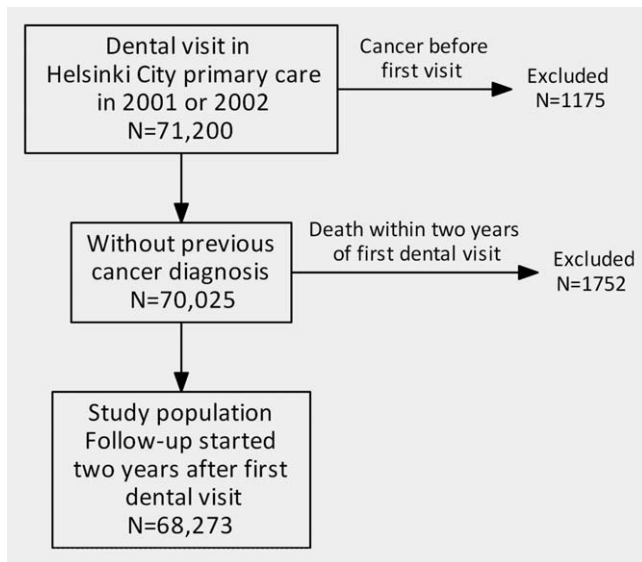 Dental visit in
Helsinki City primary care
in 2001 or 2002
N=71,200
Cancer before
first visit
Excluded
N=1175
Without previous
cancer diagnosis
N=70,025
Death within two years
of first dental visit
Excluded
N=1752
Study population
Follow-up started
two years after first
dental visit
N=68,273